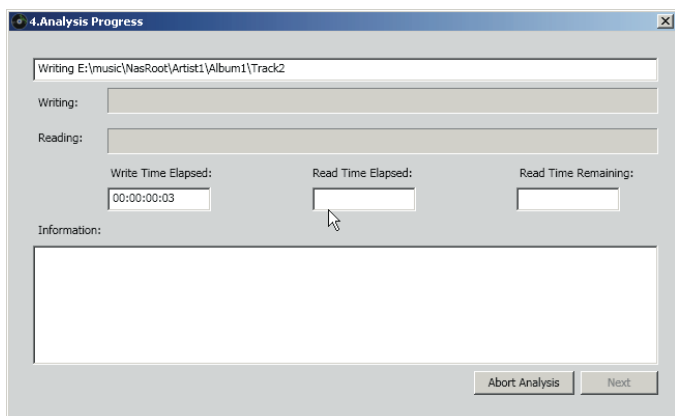 4.Analysis Progress
Writing E:\music\NasRoot\Artist1\Album1\Track2
Writing:
Reading:
Write Time Elapsed: Read Time Elapsed: Read Time Remaining:
00:00:00:03
Information:
Abort Analysis Next